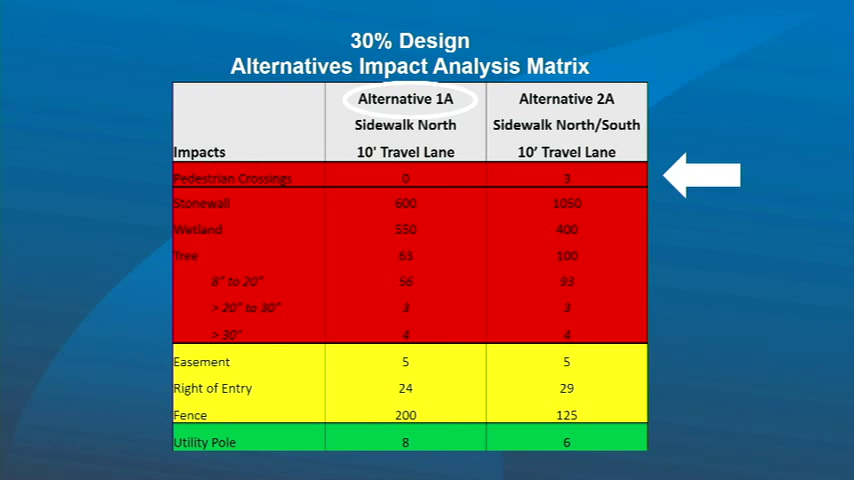 30% Design
Alternatives Impact Analysis Matrix
Impacts Alternative 1A Alternative 2A
Sidewalk North Sidewalk North/South
10' Travel Lane 10’ Travel Lane
Pedestrian Crossings 0 3
Stonewall 600 1050
Wetland 550 400
Tree 63 100
8" to 20" 56 93
> 20" to 30" 3 3
> 30" 4 4
Easement 5 5
Right of Entry 24 29
Fence 200 125
Utility Pole 8 6